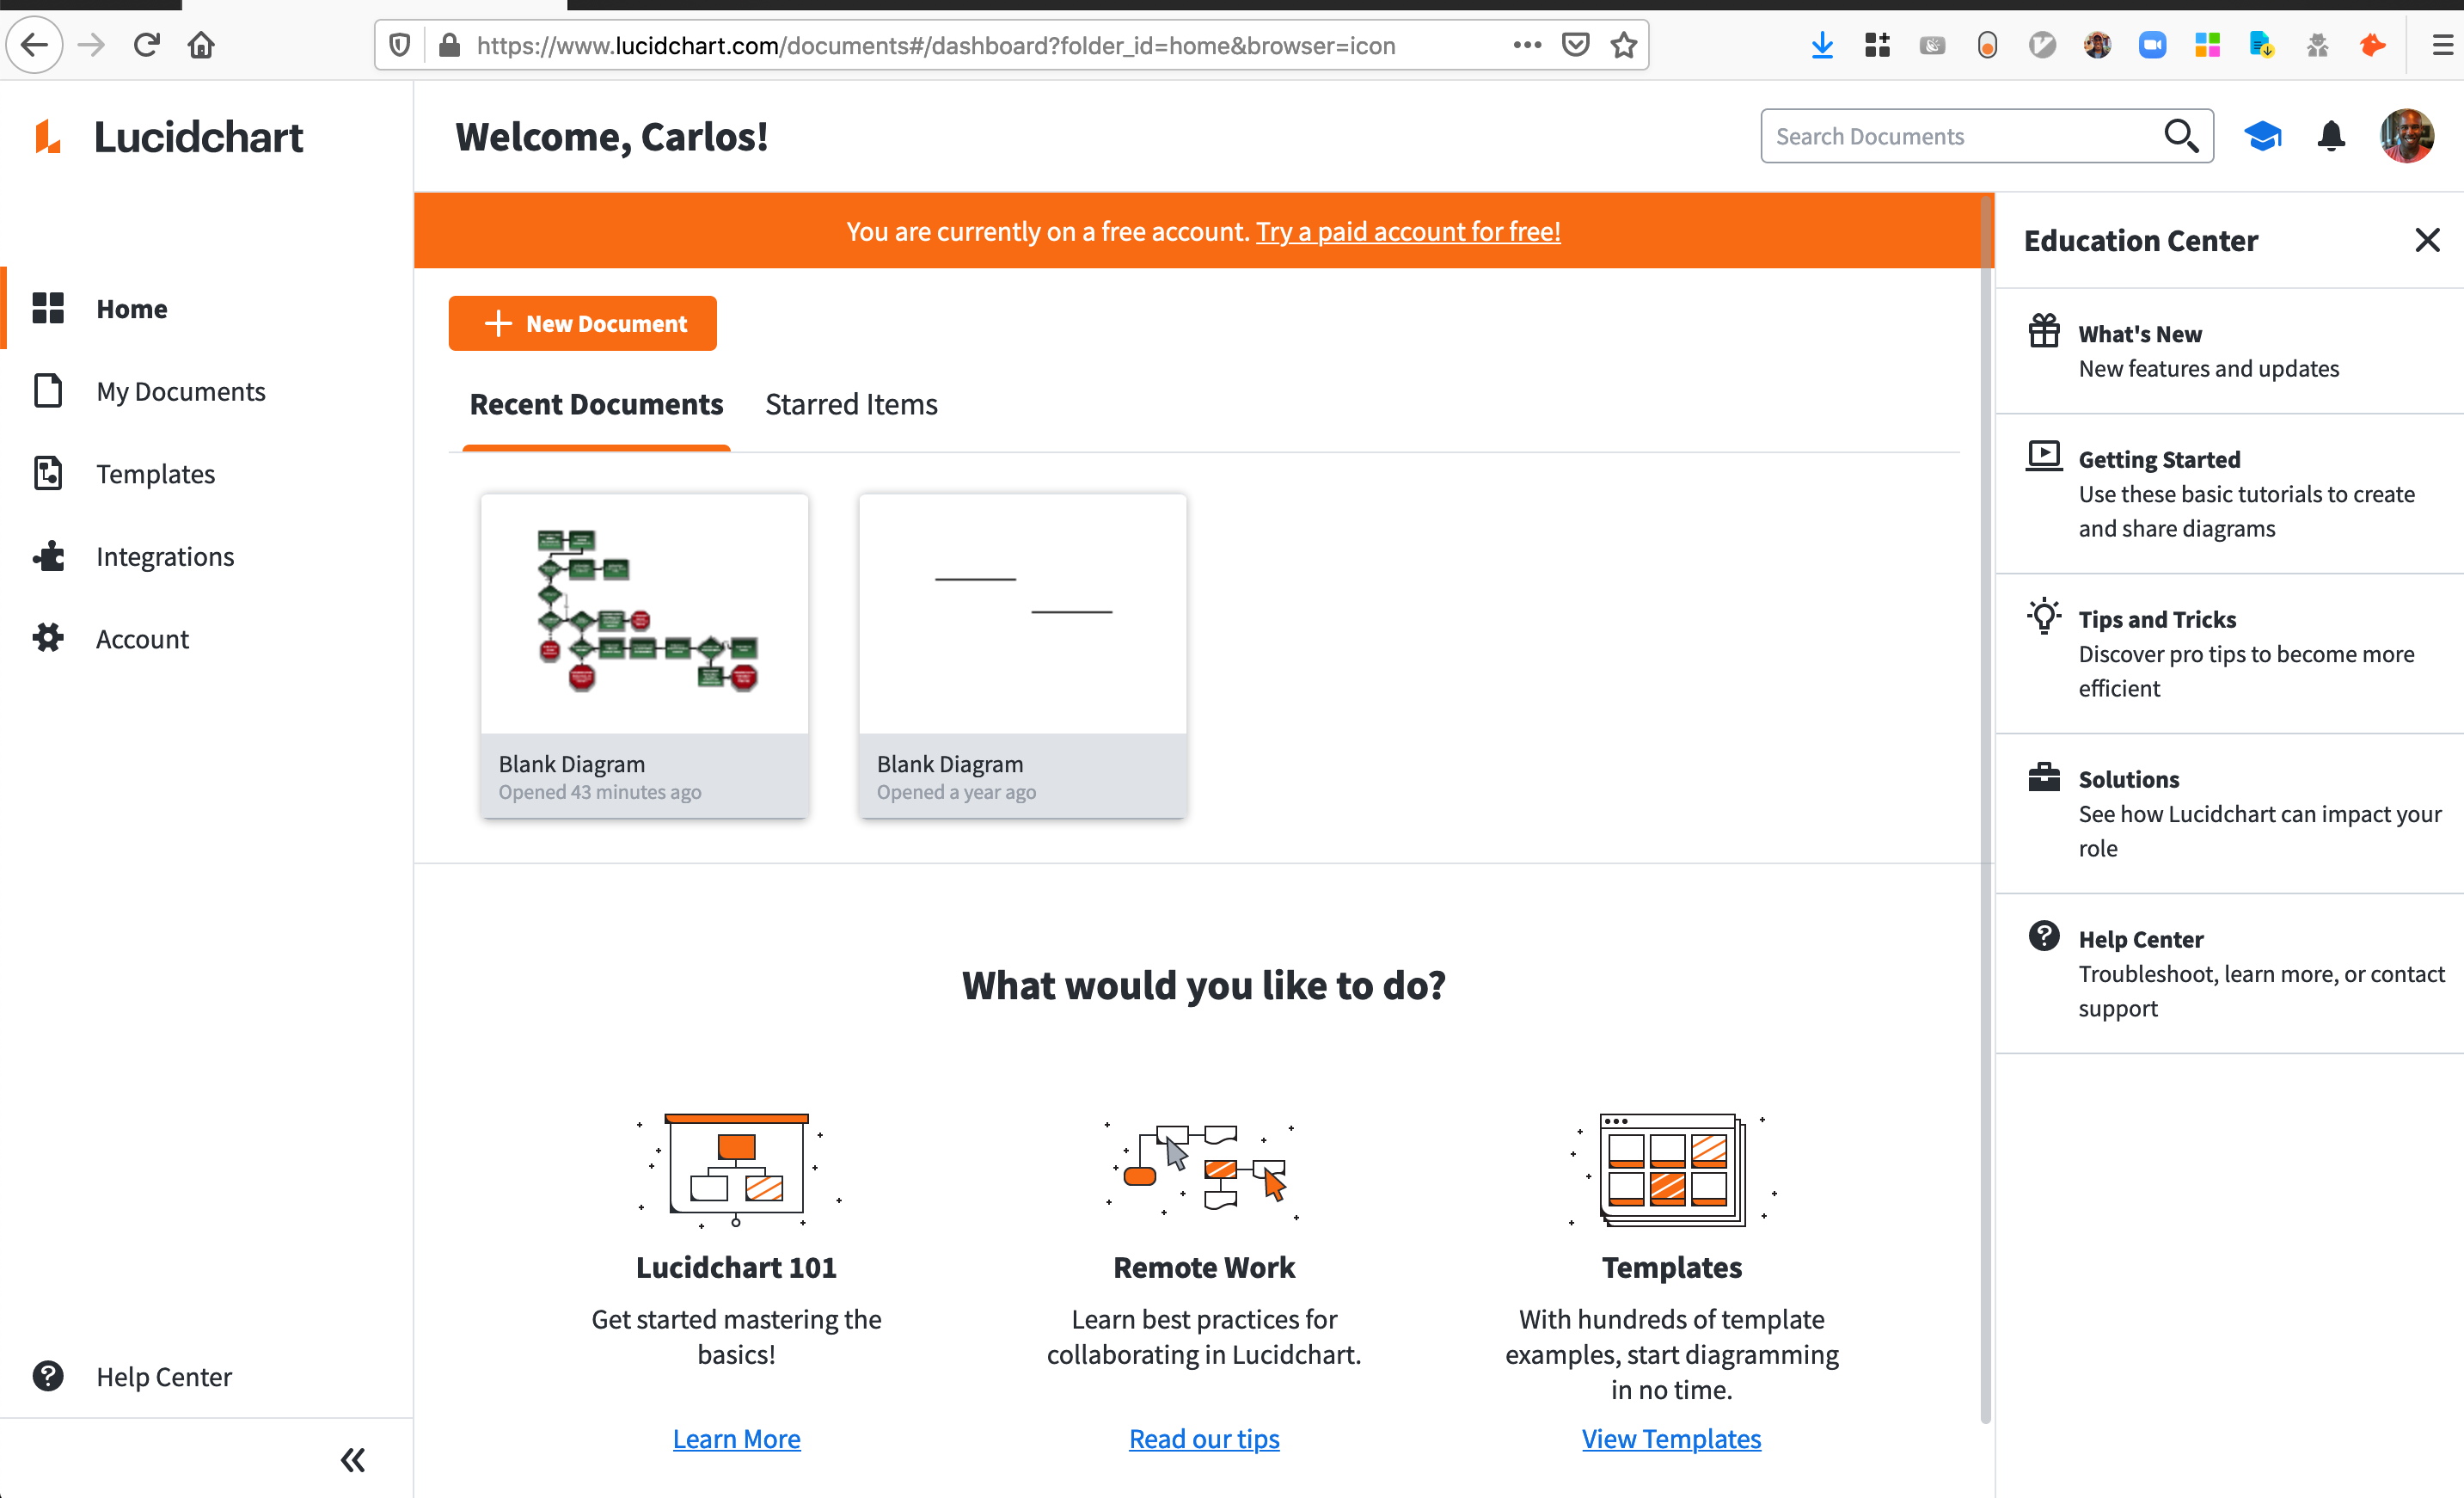 https://www.lucidchart.com/documents#/dashboard?folder_id=home&browser=icon
Lucidchart
Welcome, Carlos!
Search Documents
You are currently on a free account. Try a paid account for free!
Home
My Documents
Templates
Integrations
Account
New Document
Recent Documents
Starred Items
Blank Diagram
Opened 43 minutes ago
Blank Diagram
Opened a year ago
What would you like to do?
Lucidchart 101
Get started mastering the
basics!
Learn More
Remote Work
Learn best practices for
collaborating in Lucidchart.
Read our tips
Templates
With hundreds of template
examples, start diagramming
in no time.
View Templates
Education Center
What's New
New features and updates
Getting Started
Use these basic tutorials to create
and share diagrams
Tips and Tricks
Discover pro tips to become more
efficient
Solutions
See how Lucidchart can impact your
role
Help Center
Troubleshoot, learn more, or contact
support
Help Center